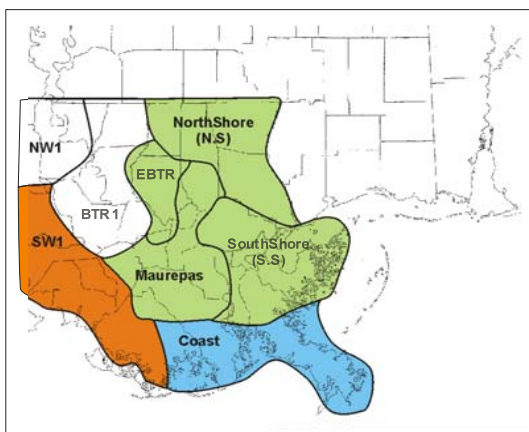 NorthShore
(N.S)
NW1
EBTR
BTR 1
SW1
SouthShore
(S.S)
Maurepas
Coast